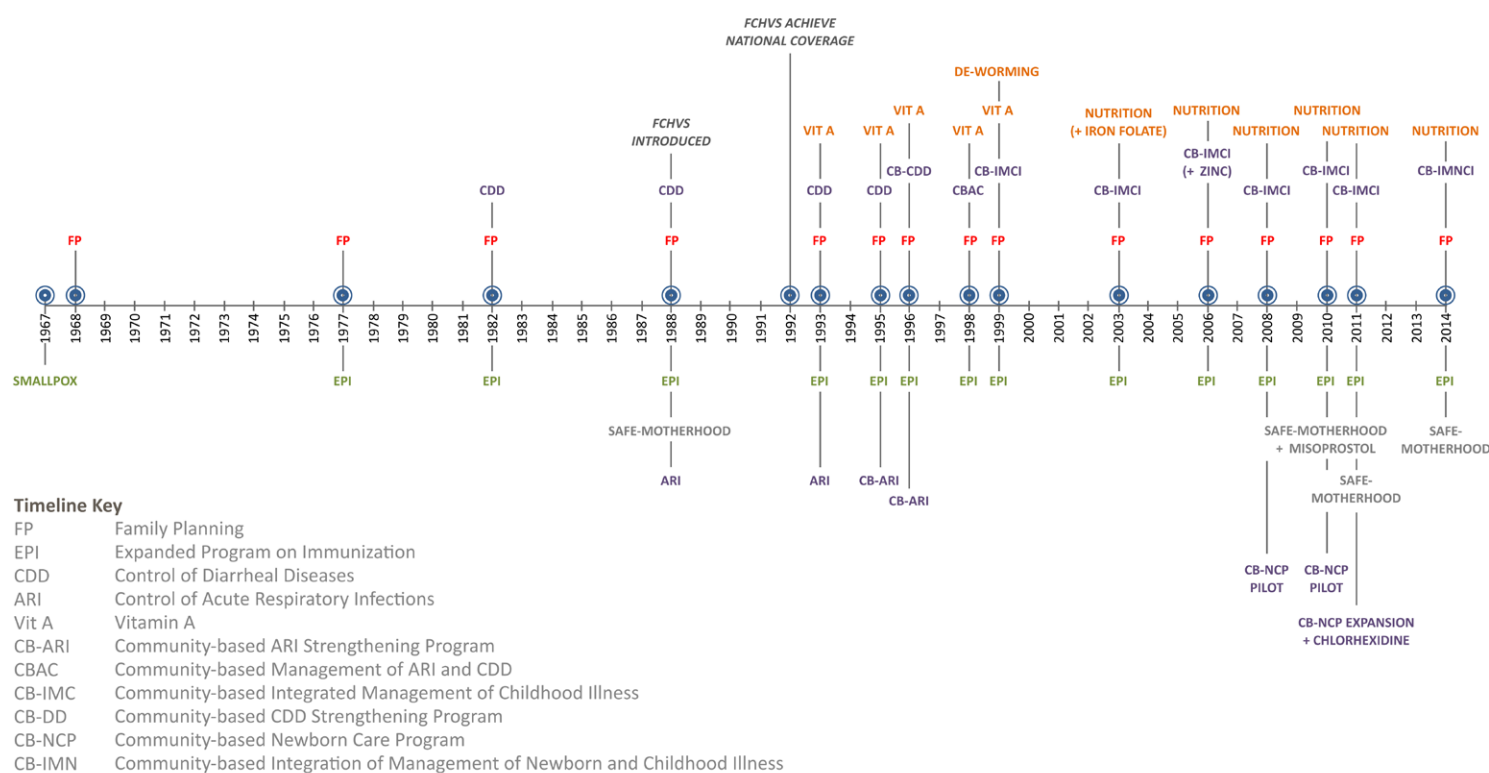 FCHVS ACHIEVE
NATIONAL COVERAGE
DE-WORMING
VIT A VIT A VIT A VIT A VIT A
NUTRITION
(+ IRON FOLATE)
NUTRITION NUTRITION NUTRITION NUTRITION NUTRITION
FCHVS
INTRODUCED
CDD CDD CDD CDD CB-CDD CBAC CB-IMCI CB-IMCI
CB-IMCI
(+ ZINC)
CB-IMCI CB-IMCI CB-IMCI CB-IMNCI
FP FP FP FP FP FP FP FP FP FP FP FP FP FP FP
1967 1968 1969 1970 1971 1972 1973 1974 1975 1976 1977 1978 1979 1980 1981 1982 1983 1984 1985 1986 1987 1988 1989 1990 1991 1992 1993 1994 1995 1996 1997 1998 1999 2000 2001 2002 2003 2004 2005 2006 2007 2008 2009 2010 2011 2012 2013 2014
SMALLPOX EPI EPI EPI EPI EPI EPI EPI EPI EPI EPI EPI EPI EPI EPI
SAFE-MOTHERHOOD
SAFE-MOTHERHOOD
+ MISOPROSTOL
SAFE-
MOTHERHOOD
ARI ARI CB-ARI
CB-ARI
SAFE-
MOTHERHOOD
CB-NCP
PILOT
CB-NCP
PILOT
CB-NCP EXPANSION
+ CHLORHEXIDINE
Timeline Key
FP Family Planning
EPI Expanded Program on Immunization
CDD Control of Diarrheal Diseases
ARI Control of Acute Respiratory Infections
Vit A Vitamin A
CB-ARI Community-based ARI Strengthening Program
CBAC Community-based Management of ARI and CDD
CB-IMC Community-based Integrated Management of Childhood Illness
CB-DD Community-based CDD Strengthening Program
CB-NCP Community-based Newborn Care Program
CB-IMN Community-based Integration of Management of Newborn and Childhood Illness